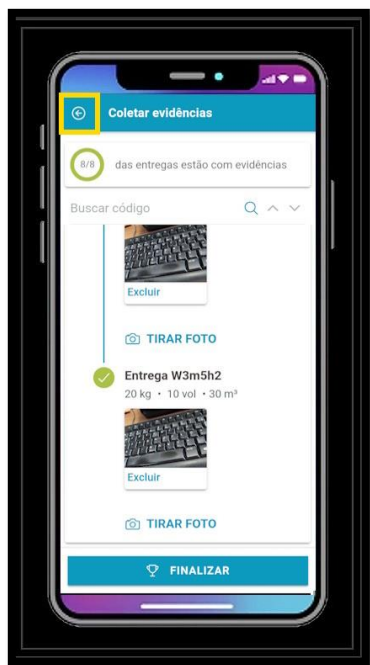 Coletar evidências
8/8 das entregas estão com evidências
Buscar código
Excluir
TIRAR FOTO
Entrega W3m5h2
20 kg • 10 vol • 30 m³
Excluir
TIRAR FOTO
FINALIZAR